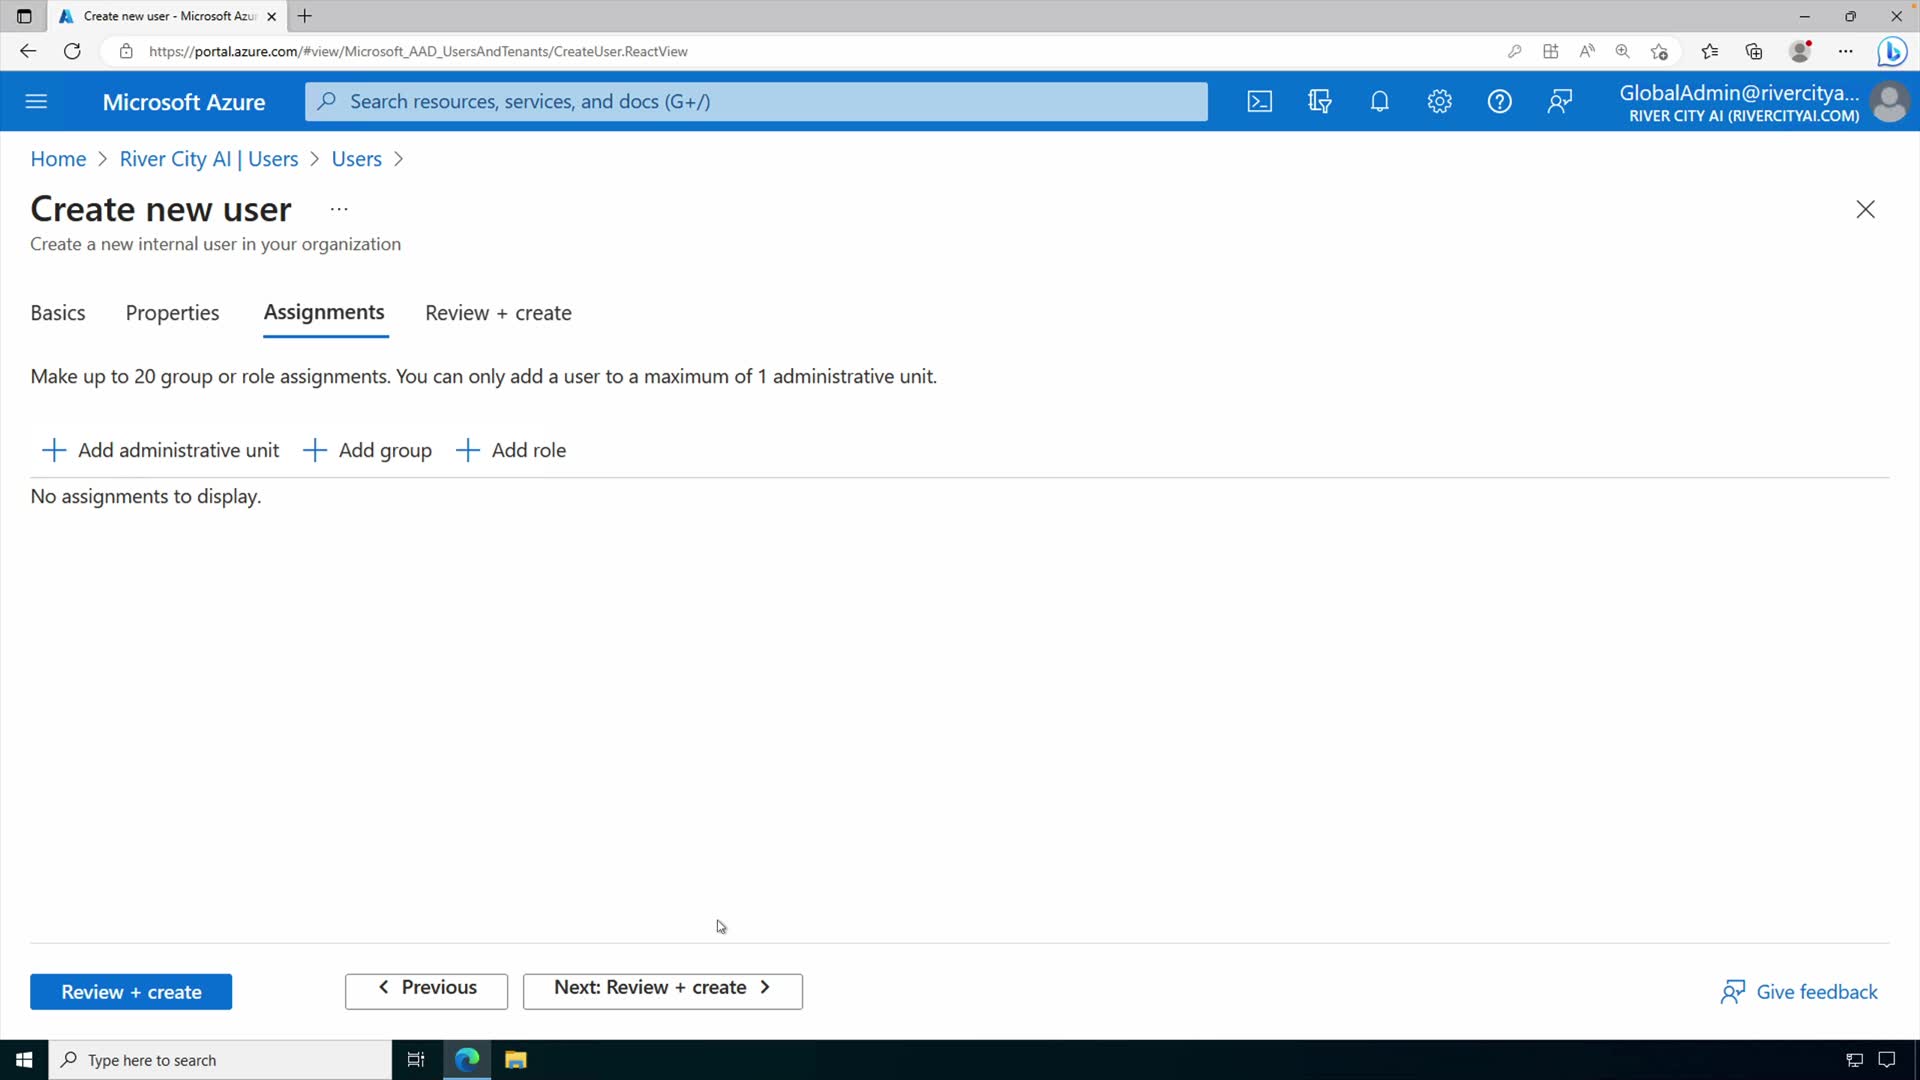 Create new user - Microsoft Azu
https://portal.azure.com/#view/Microsoft_AAD_UsersAndTenants/CreateUser.ReactView
Microsoft Azure
Search resources, services, and docs (G+/)
GlobalAdmin@rivercitya...
RIVER CITY AI (RIVERCITYAI.COM)
Home > River City AI | Users > Users >
Create new user ...
Create a new internal user in your organization
Basics Properties Assignments Review + create
Make up to 20 group or role assignments. You can only add a user to a maximum of 1 administrative unit.
+ Add administrative unit + Add group + Add role
No assignments to display.
Review + create < Previous Next: Review + create > Give feedback
Type here to search